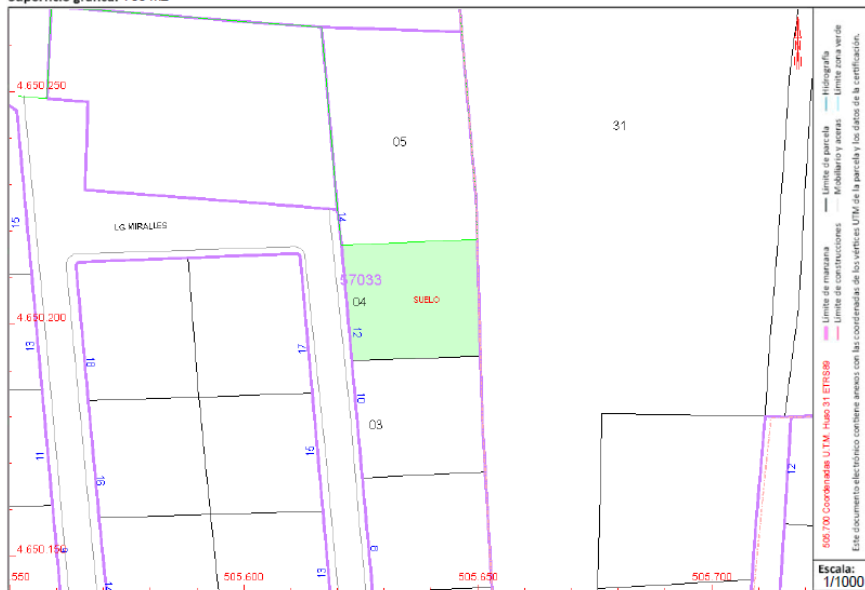 4.650.250
05
31
15
LG MIRALLES
14
57033
04
SUELO
4.650.200
12
13
18
17
10
03
11
15
16
12
4.650.150
9
8
14
13
550
505.600
505.650
505.700
505.700 Coordenadas U.T.M. Huso 31 ETRS89
Límite de manzana
Límite de parcela
Hidrografía
Límite de construcciones
Mobiliario y aceras
Límite zona verde
Este documento electrónico contiene anexos con las coordenadas de los vértices UTM de la parcela y los datos de la certificación.
Escala:
1/1000